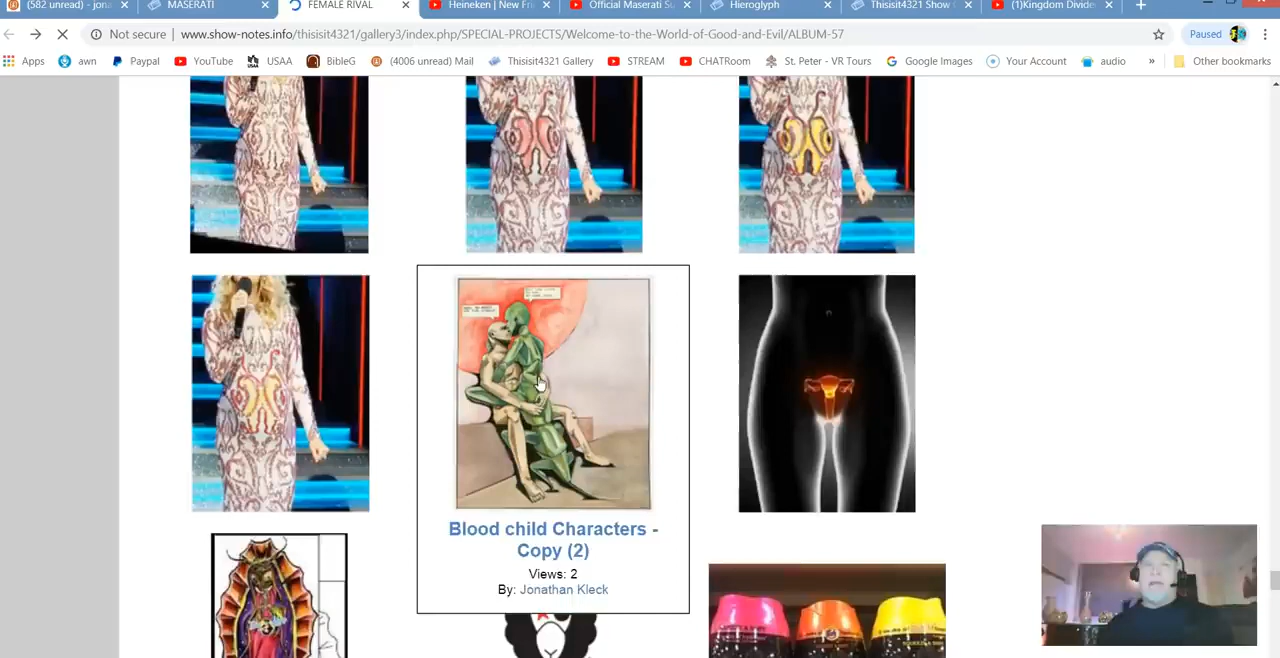 (582 unread) - jona
MASERATI
FEMALE RIVAL
Heineken | New Fri
Official Maserati Su
Hieroglyph
Thisisit4321 Show
(1)Kingdom Divide
Not secure | www.show-notes.info/thisisit4321/gallery3/index.php/SPECIAL-PROJECTS/Welcome-to-the-World-of-Good-and-Evil/ALBUM-57
Paused
Apps
awn
Paypal
YouTube
USAA
BibleG
(4006 unread) Mail
Thisisit4321 Gallery
STREAM
CHATRoom
St. Peter - VR Tours
Google Images
Your Account
audio
»
Other bookmarks
Blood child Characters -
Copy (2)
Views: 2
By: Jonathan Kleck